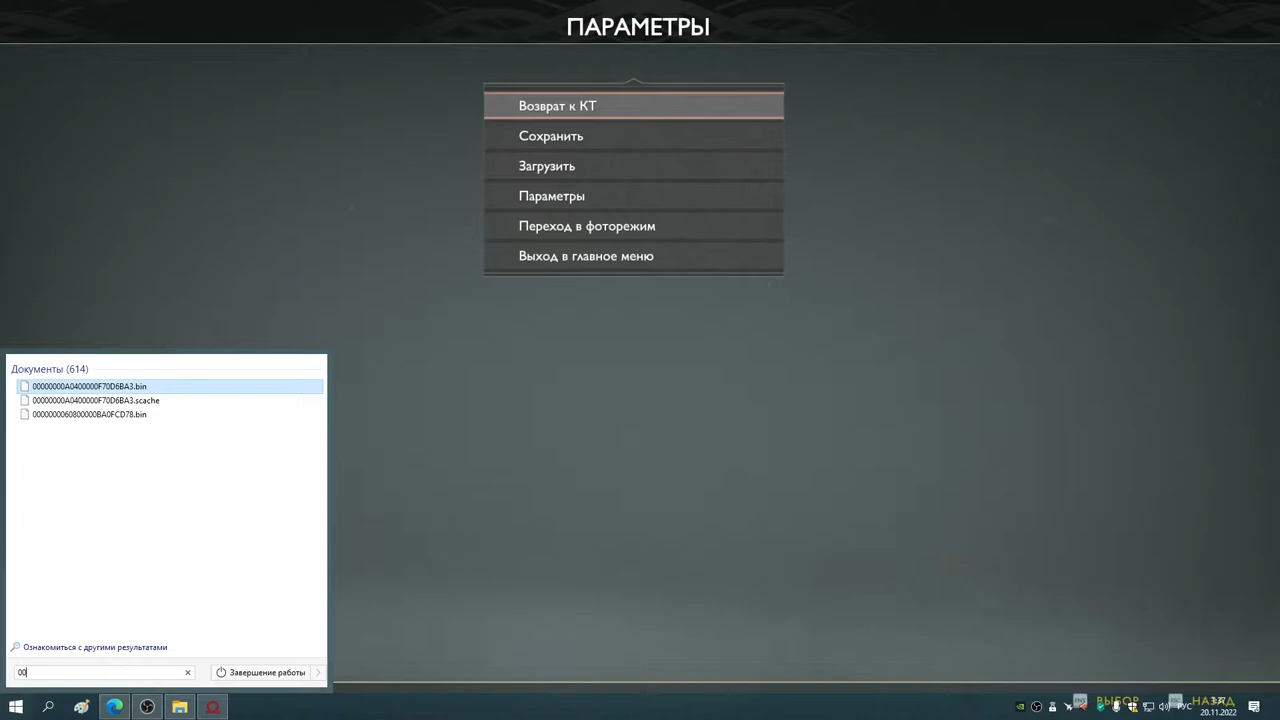 ПАРАМЕТРЫ
Возврат к КТ
Сохранить
Загрузить
Параметры
Переход в фоторежим
Выход в главное меню
Документы (614)
00000000A0400000F70D6BA3.bin
00000000A0400000F70D6BA3.scache
0000000060800000BA0FCD78.bin
Ознакомиться с другими результатами
00
Завершение работы
ВЫБОР
НАЗАД
РУС
20.11.2022